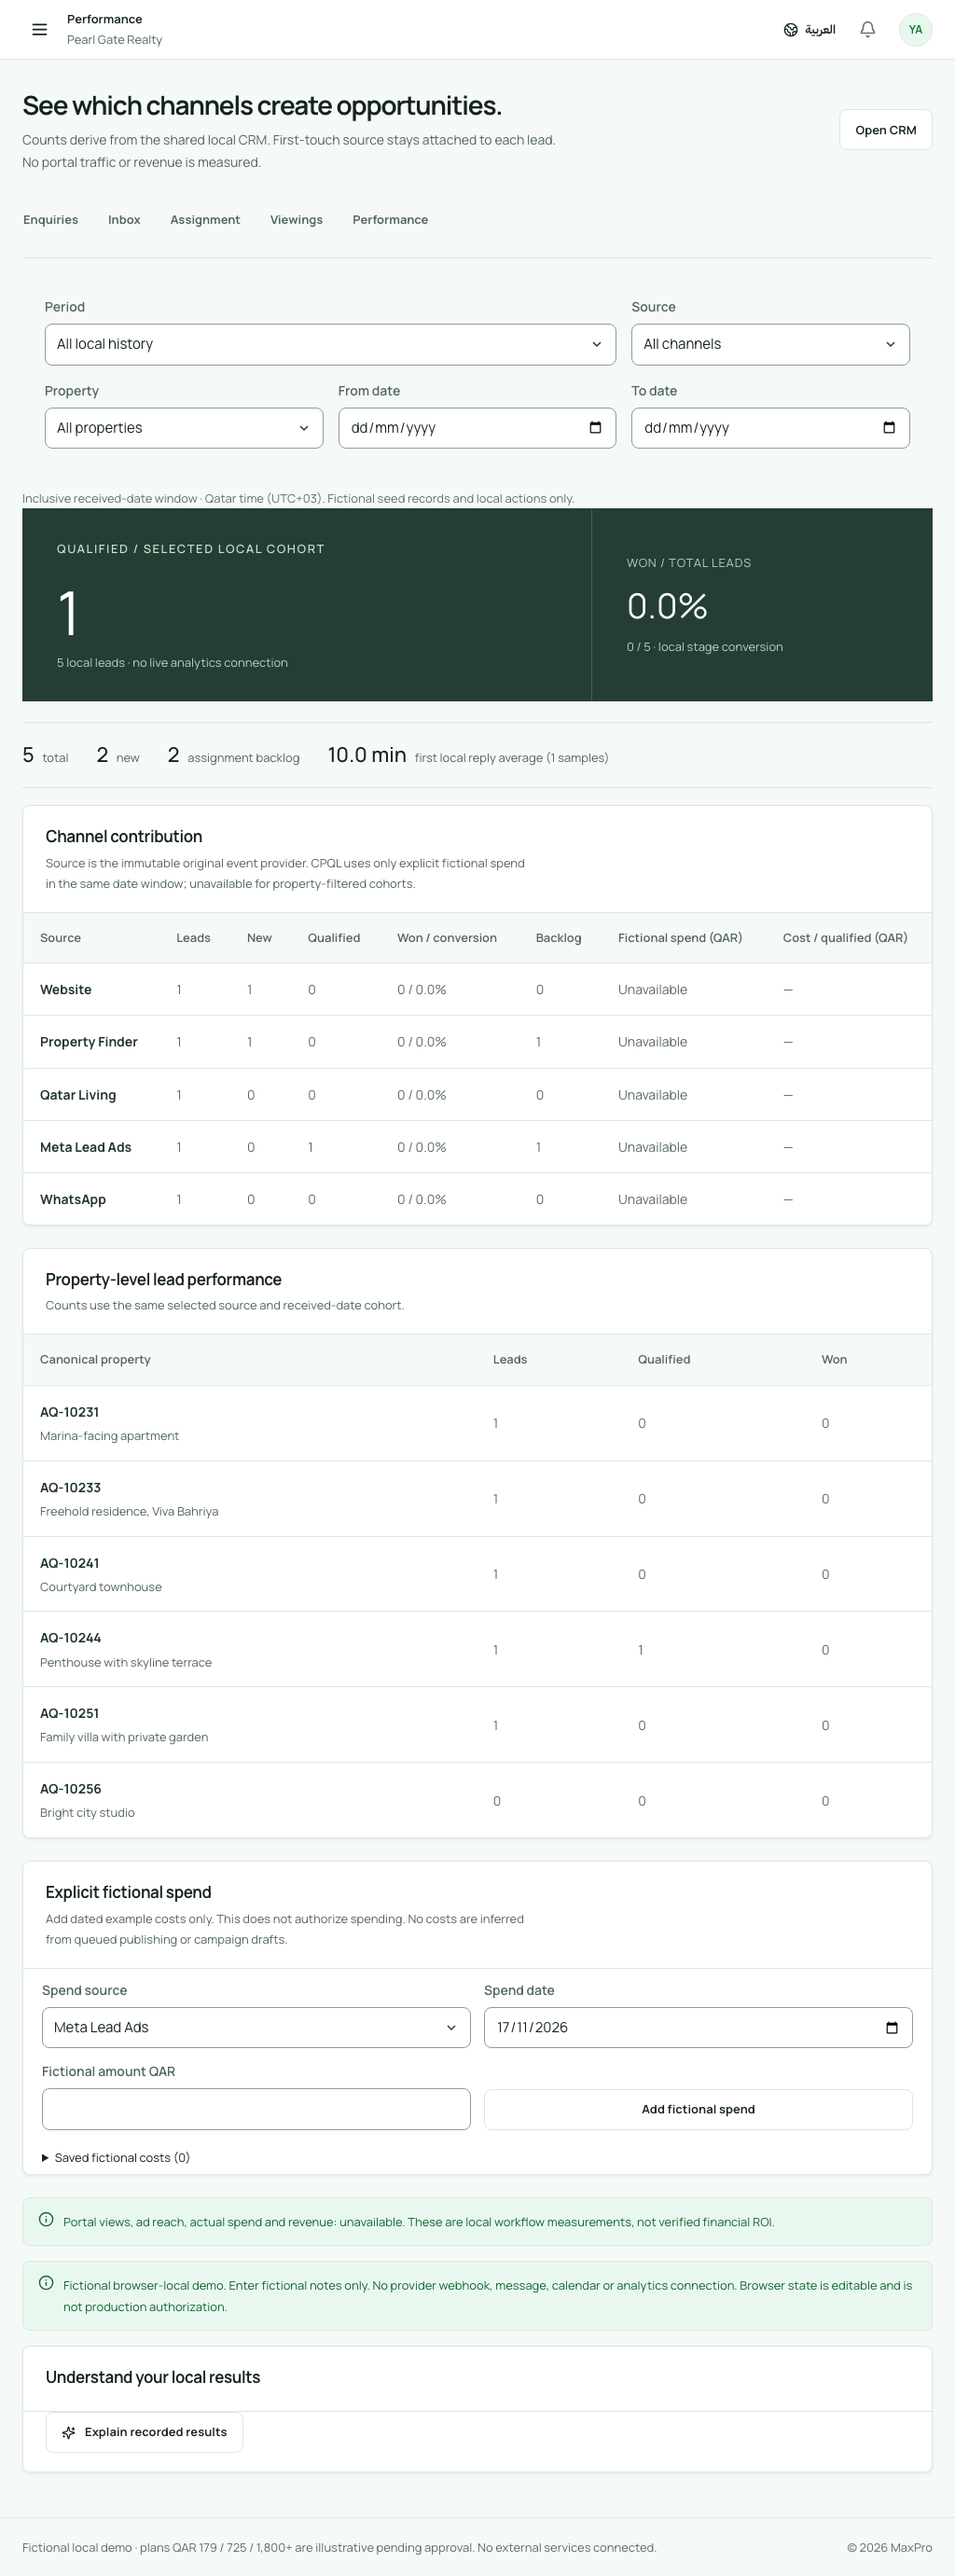 Performance
Pearl Gate Realty
العربية
YA
See which channels create opportunities.
Counts derive from the shared local CRM. First-touch source stays attached to each lead.
No portal traffic or revenue is measured.
Open CRM
Enquiries Inbox Assignment Viewings Performance
Period Source
All local history All channels
Property From date To date
All properties dd/mm/yyyy dd/mm/yyyy
Inclusive received-date window · Qatar time (UTC+03). Fictional seed records and local actions only.
QUALIFIED / SELECTED LOCAL COHORT
1
5 local leads · no live analytics connection
WON / TOTAL LEADS
0.0%
0 / 5 · local stage conversion
5 total 2 new 2 assignment backlog 10.0 min first local reply average (1 samples)
Channel contribution
Source is the immutable original event provider. CPQL uses only explicit fictional spend
in the same date window; unavailable for property-filtered cohorts.
Source Leads New Qualified Won / conversion Backlog Fictional spend (QAR) Cost / qualified (QAR)
Website 1 1 0 0 / 0.0% 0 Unavailable —
Property Finder 1 1 0 0 / 0.0% 1 Unavailable —
Qatar Living 1 0 0 0 / 0.0% 0 Unavailable —
Meta Lead Ads 1 0 1 0 / 0.0% 1 Unavailable —
WhatsApp 1 0 0 0 / 0.0% 0 Unavailable —
Property-level lead performance
Counts use the same selected source and received-date cohort.
Canonical property Leads Qualified Won
AQ-10231 1 0 0
Marina-facing apartment
AQ-10233 1 0 0
Freehold residence, Viva Bahriya
AQ-10241 1 0 0
Courtyard townhouse
AQ-10244 1 1 0
Penthouse with skyline terrace
AQ-10251 1 0 0
Family villa with private garden
AQ-10256 0 0 0
Bright city studio
Explicit fictional spend
Add dated example costs only. This does not authorize spending. No costs are inferred
from queued publishing or campaign drafts.
Spend source Spend date
Meta Lead Ads 17/11/2026
Fictional amount QAR
Add fictional spend
Saved fictional costs (0)
Portal views, ad reach, actual spend and revenue: unavailable. These are local workflow measurements, not verified financial ROI.
Fictional browser-local demo. Enter fictional notes only. No provider webhook, message, calendar or analytics connection. Browser state is editable and is
not production authorization.
Understand your local results
Explain recorded results
Fictional local demo · plans QAR 179 / 725 / 1,800+ are illustrative pending approval. No external services connected.
© 2026 MaxPro